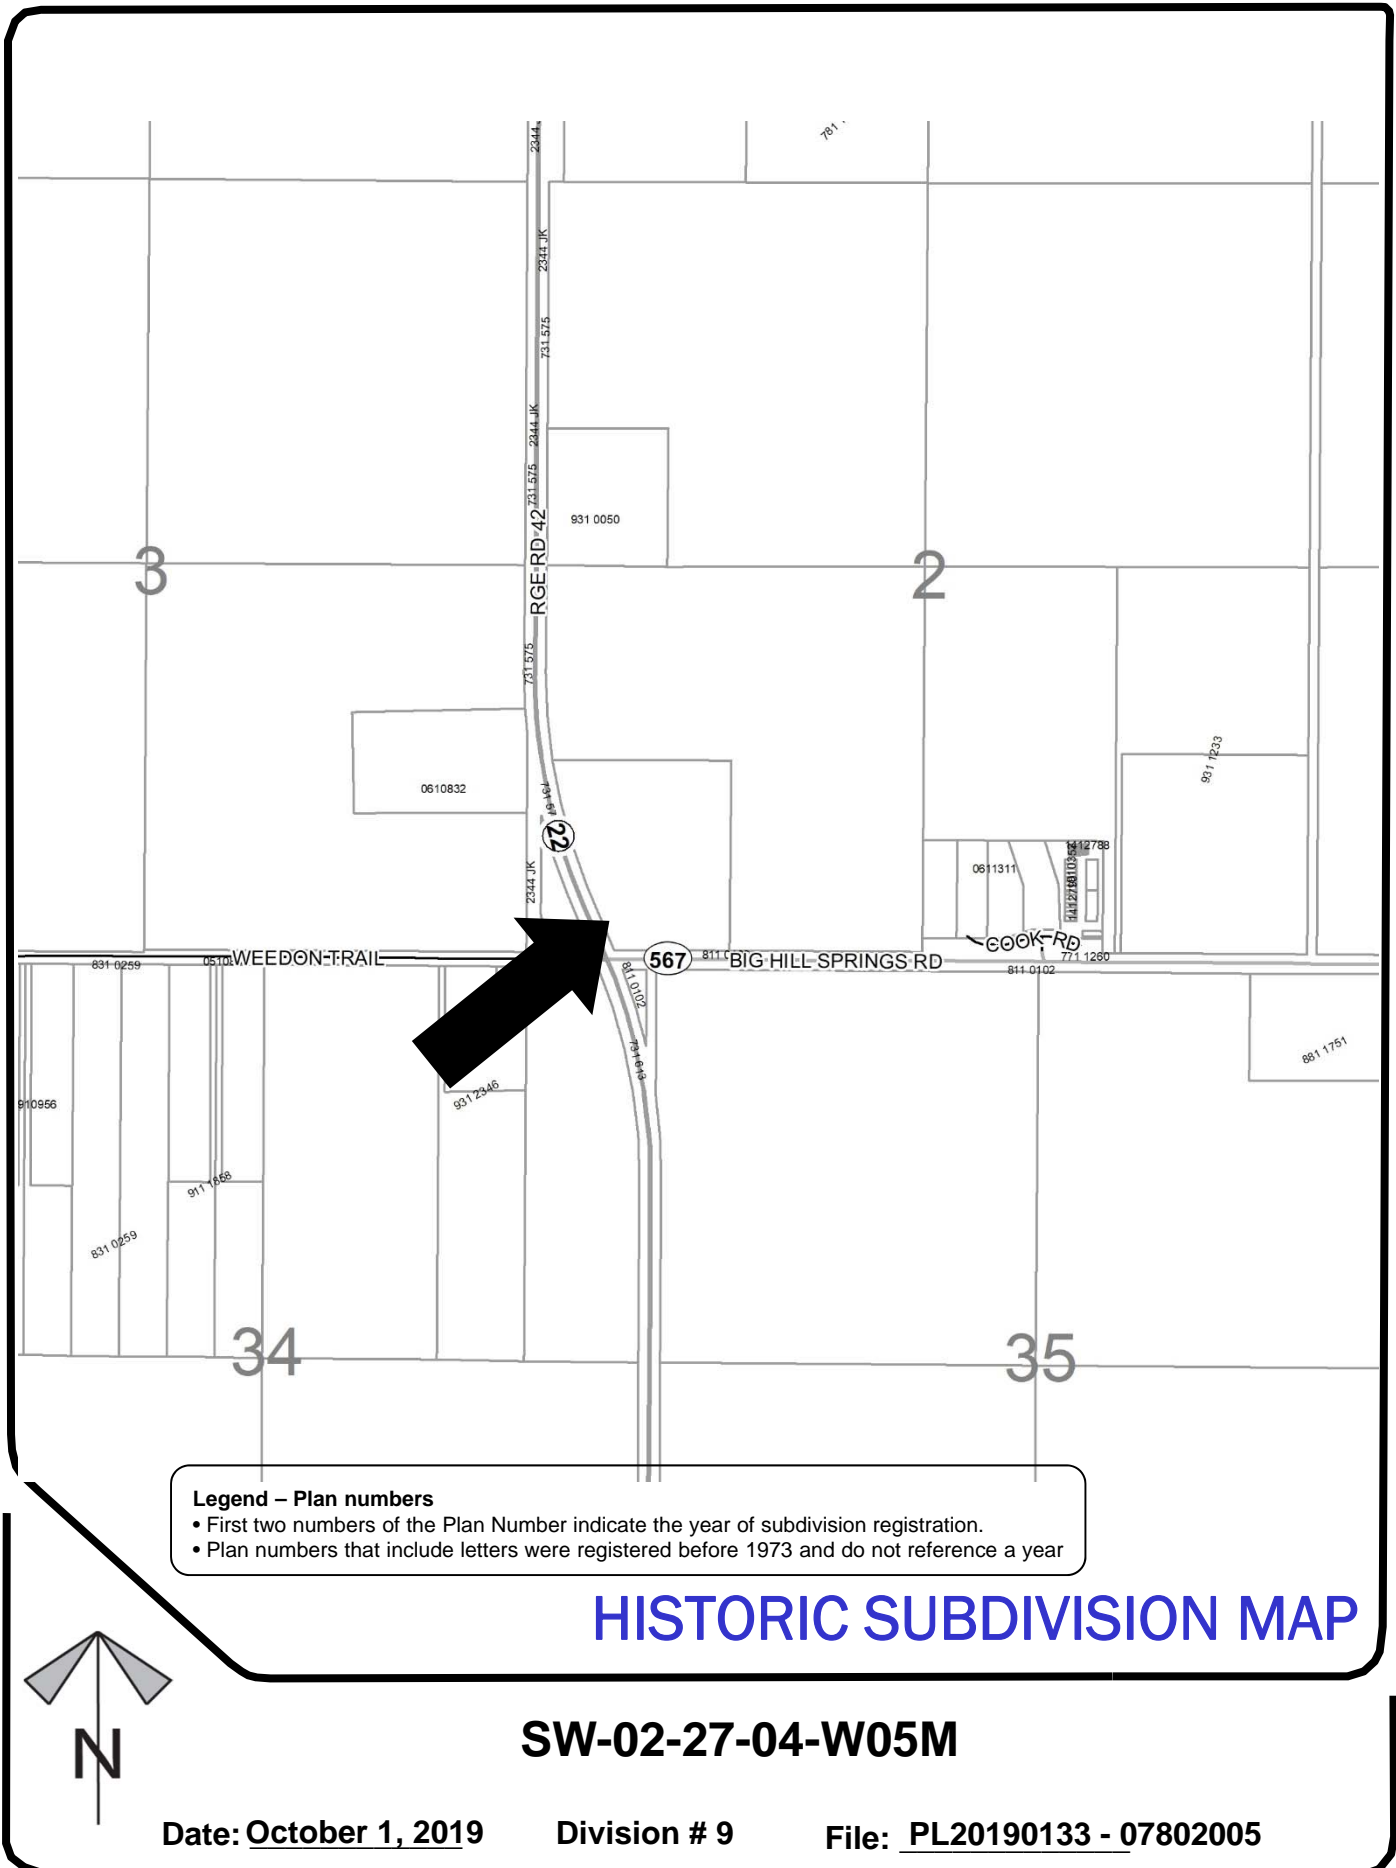 781
2344
2344 JK
731 575
2344 JK
731 575
931 0050
RGE RD 42
3
2
731 575
931 1233
0610832
731 57
22
1412788
0611311
2344 JK
COOK RD
WEEDON TRAIL
567
BIG HILL SPRINGS RD
771 1260
831 0259
811 0102
811 0102
731 613
881 1751
931 2346
910956
911 1858
831 0259
34
35
Legend – Plan numbers
• First two numbers of the Plan Number indicate the year of subdivision registration.
• Plan numbers that include letters were registered before 1973 and do not reference a year
HISTORIC SUBDIVISION MAP
N
SW-02-27-04-W05M
Date: October 1, 2019 Division # 9 File: PL20190133 - 07802005